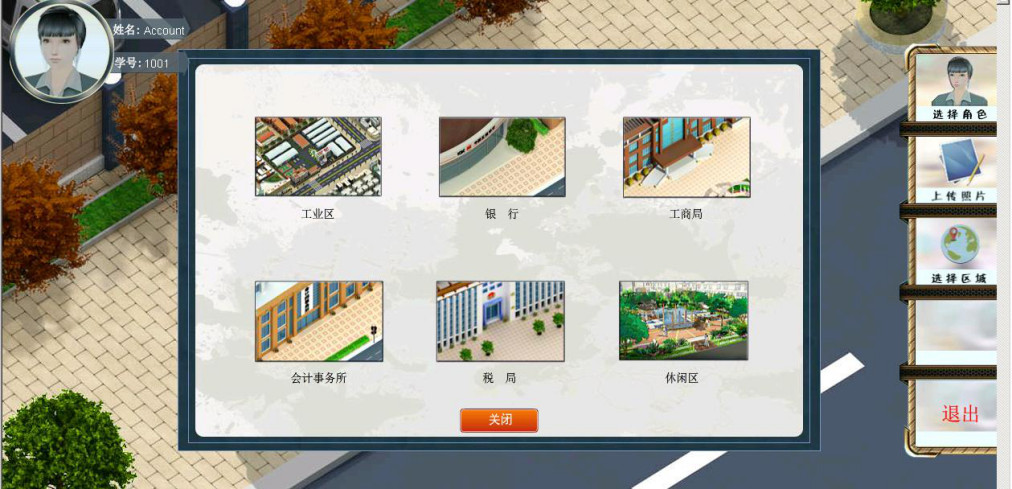 姓名: Account
学号: 1001
工业区
银 行
工商局
会计事务所
税 局
休闲区
关闭
选择角色
上传照片
选择区域
退出